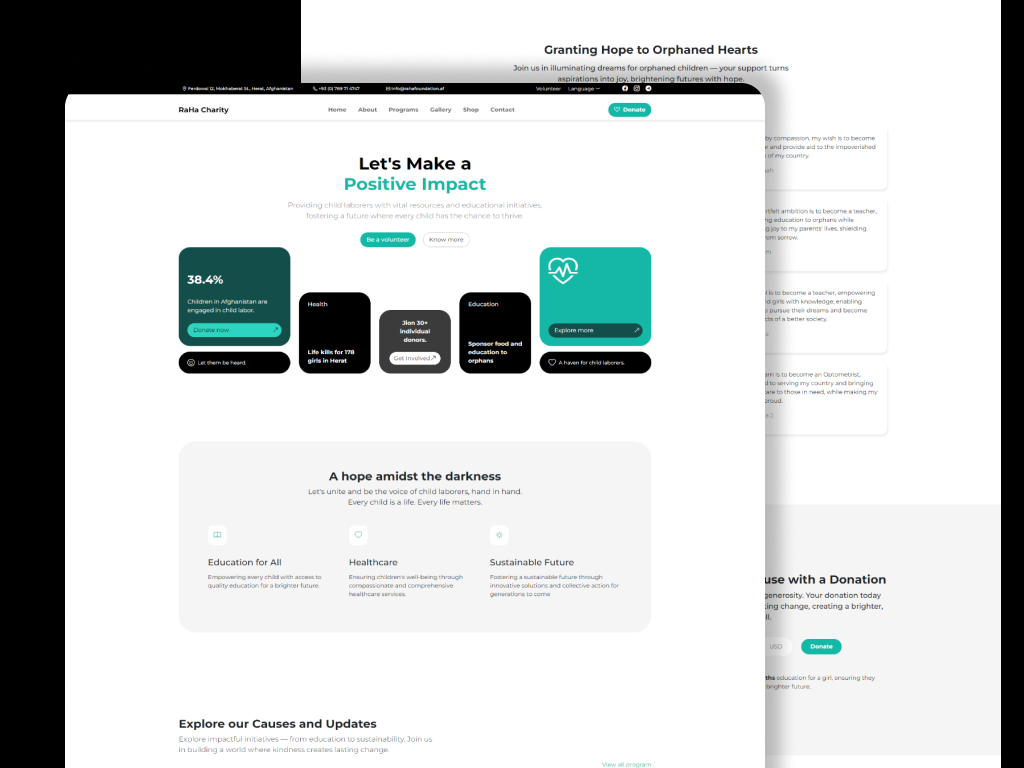 Granting Hope to Orphaned Hearts
Join us in illuminating dreams for orphaned children — your support turns
aspirations into joy, brightening futures with hope.
Ferdowsi 12, Mokhaberat St., Herat, Afghanistan
+93 (0) 789 71 4747
info@rahafoundation.af
Volunteer
Language
RaHa Charity
Home
About
Programs
Gallery
Shop
Contact
Donate
Let's Make a
Positive Impact
Providing child laborers with vital resources and educational initiatives,
fostering a future where every child has the chance to thrive.
Be a volunteer
Know more
38.4%
Children in Afghanistan are
engaged in child labor.
Donate now
Let them be heard.
Health
Life kills for 178
girls in Herat
Jion 30+
individual
donors.
Get Involved
Education
Sponsor food and
education to
orphans
Explore more
A haven for child laborers.
by compassion, my wish is to become
and provide aid to the impoverished
of my country.
ambition is to become a teacher,
education to orphans while
joy to my parents' lives, shielding
sorrow.
is to become a teacher, empowering
girls with knowledge, enabling
pursue their dreams and become
of a better society.
is to become an Optometrist,
to serving my country and bringing
to those in need, while making my
proud.
A hope amidst the darkness
Let's unite and be the voice of child laborers, hand in hand.
Every child is a life. Every life matters.
Education for All
Empowering every child with access to
quality education for a brighter future.
Healthcare
Ensuring children's well-being through
compassionate and comprehensive
healthcare services.
Sustainable Future
Fostering a sustainable future through
innovative solutions and collective action for
generations to come
use with a Donation
generosity. Your donation today
king change, creating a brighter,
USD
Donate
ths education for a girl, ensuring they
brighter future.
Explore our Causes and Updates
Explore impactful initiatives — from education to sustainability. Join us
in building a world where kindness creates lasting change.
View all program